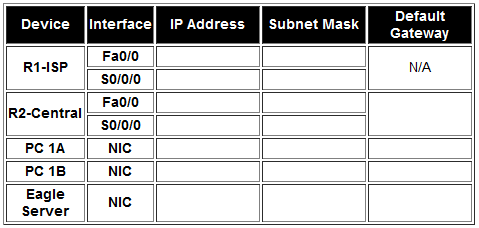 Device Interface IP Address Subnet Mask Default Gateway
R1-ISP Fa0/0 N/A
S0/0/0
R2-Central Fa0/0
S0/0/0
PC 1A NIC
PC 1B NIC
Eagle Server NIC